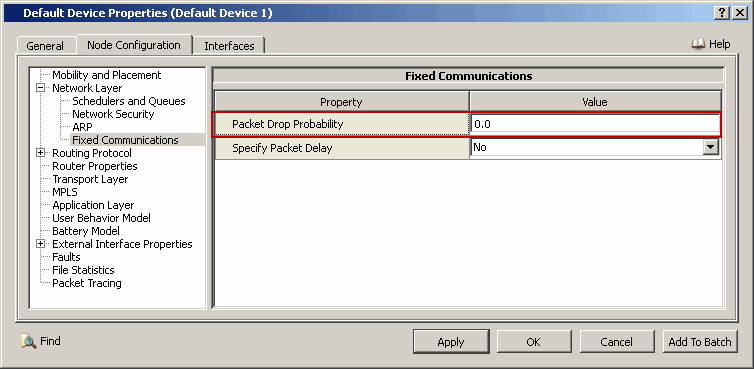 Default Device Properties (Default Device 1)
General
Node Configuration
Interfaces
Help
Mobility and Placement
Network Layer
Schedulers and Queues
Network Security
ARP
Fixed Communications
Routing Protocol
Router Properties
Transport Layer
MPLS
Application Layer
User Behavior Model
Battery Model
External Interface Properties
Faults
File Statistics
Packet Tracing
Fixed Communications
Property Value
Packet Drop Probability 0.0
Specify Packet Delay No
Find
Apply
OK
Cancel
Add To Batch